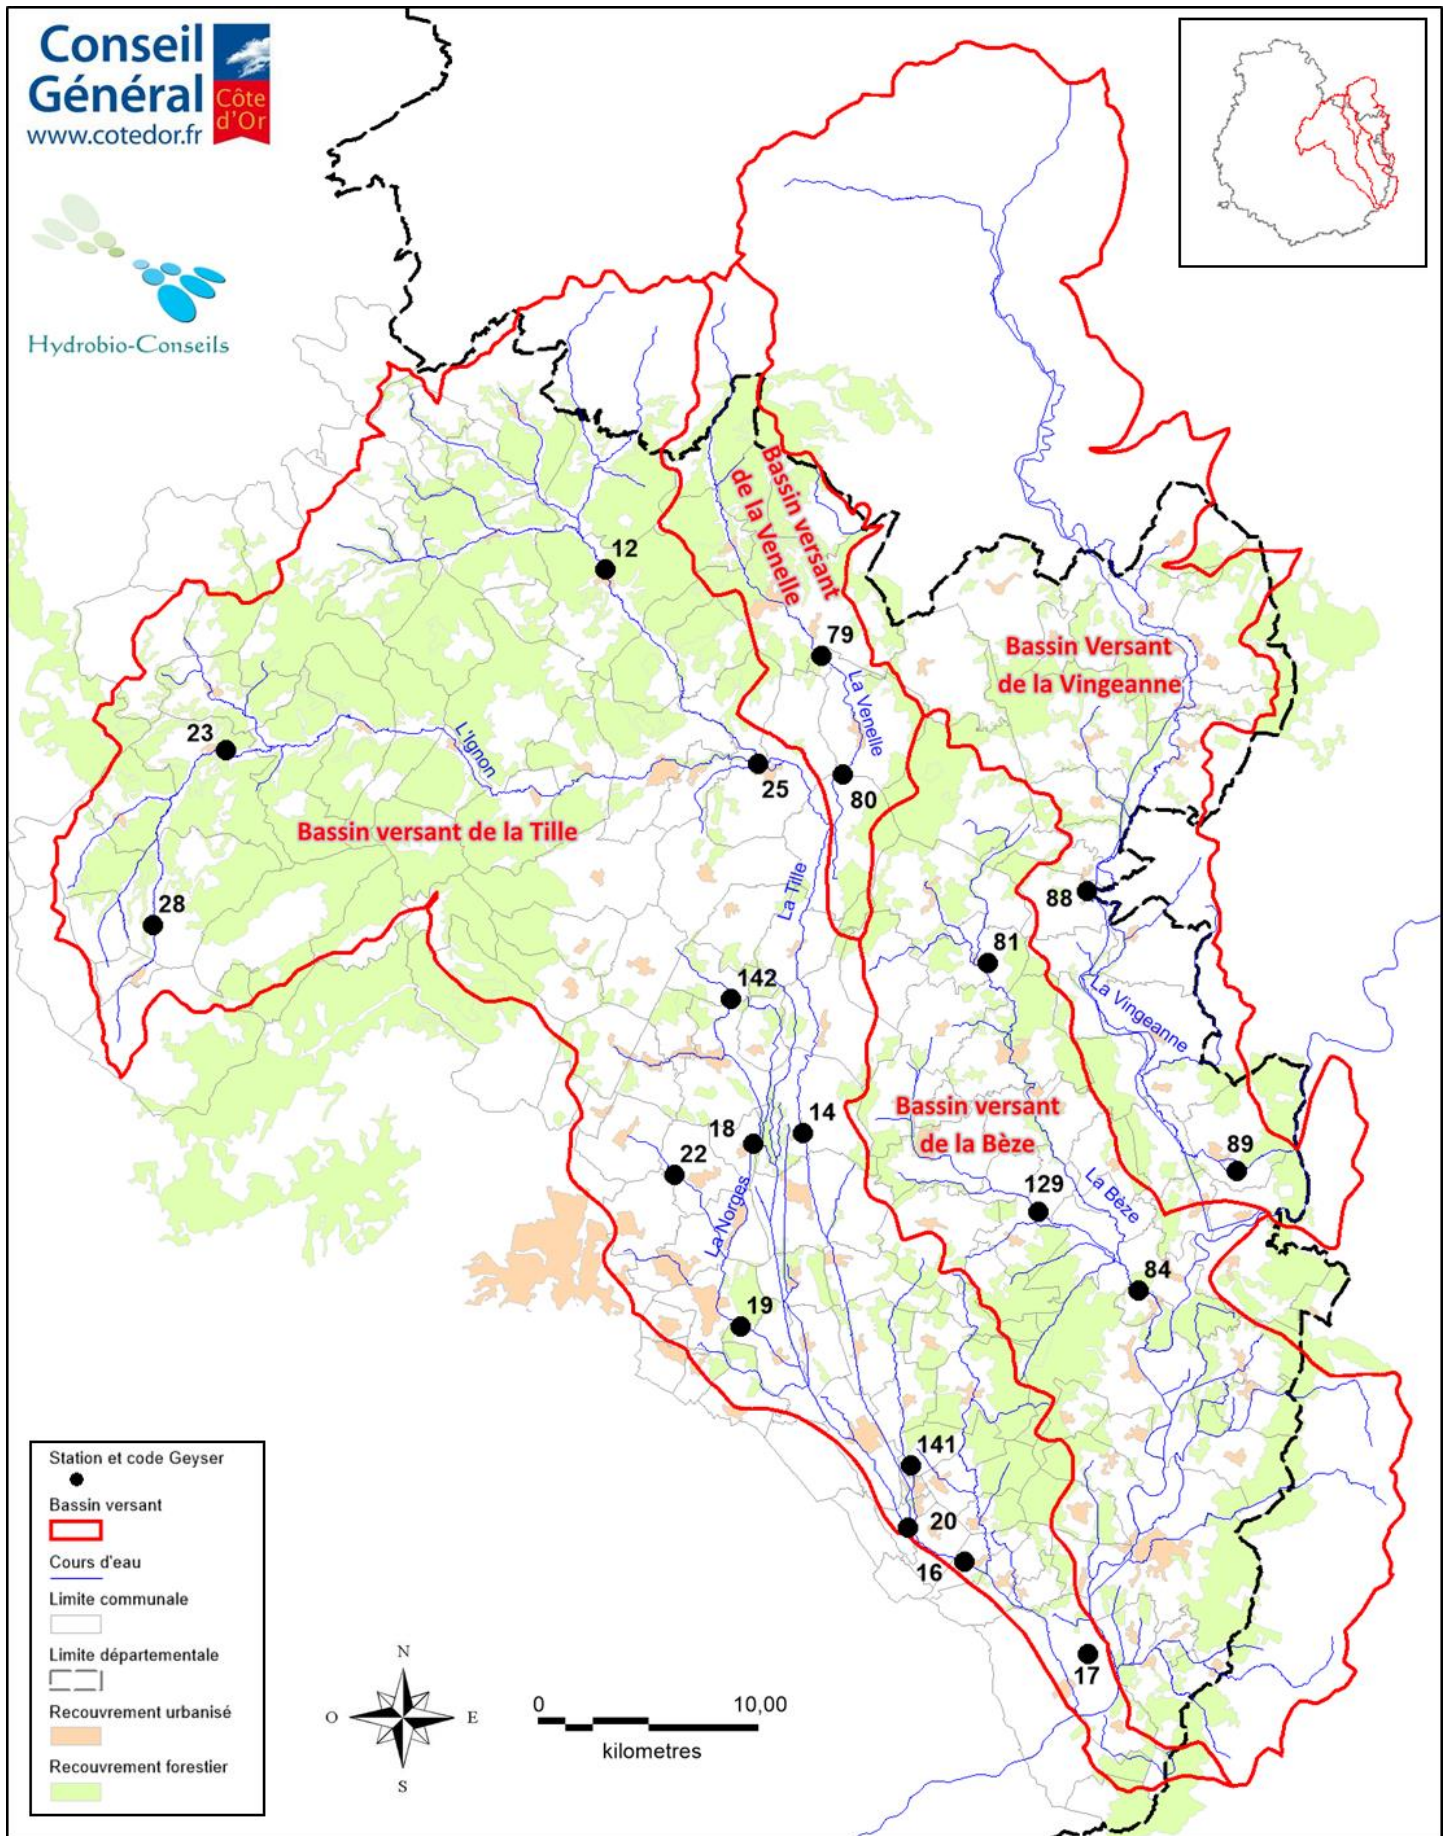 Conseil
Général
Côte
d'Or
www.cotedor.fr
Hydrobio-Conseils
Bassin versant
de la Venelle
12
79
Bassin Versant
de la Vingeanne
La Venelle
23
L'Ignon
25
80
Bassin versant de la Tille
La Tille
88
28
81
142
La Vingeanne
Bassin versant
de la Bèze
18
14
22
89
129
La Norges
La Bèze
84
19
141
20
16
17
Station et code Geyser
Bassin versant
Cours d'eau
Limite communale
Limite départementale
Recouvrement urbanisé
Recouvrement forestier
N
O
E
S
0
10,00
kilometres